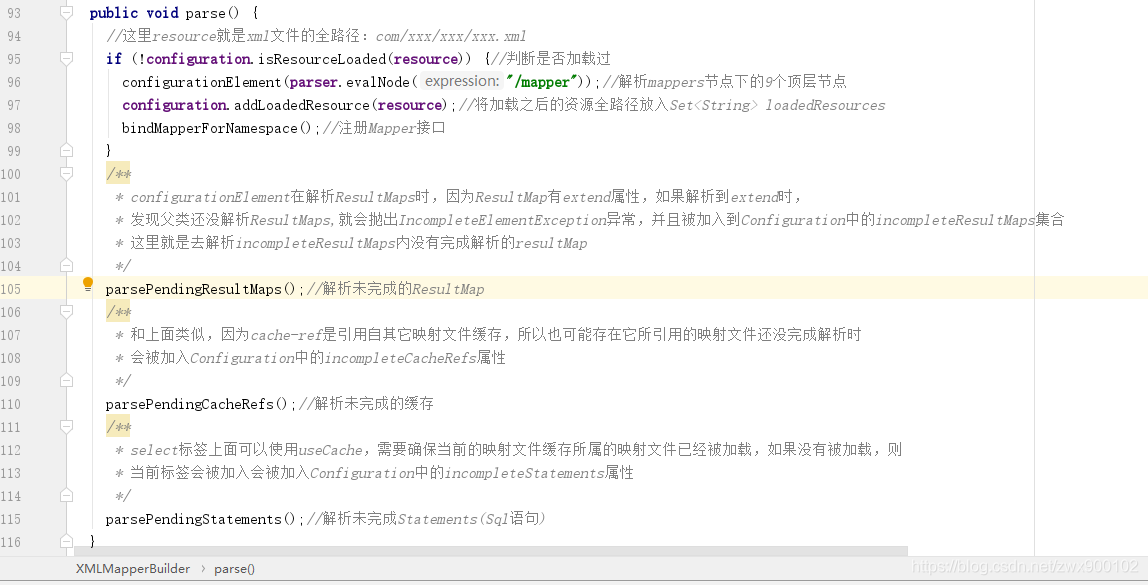 93 public void parse() {
94 //这里resource就是xml文件的全路径：com/xxx/xxx/xxx.xml
95 if (!configuration.isResourceLoaded(resource)) {//判断是否加载过
96 configurationElement(parser.evalNode( expression: "/mapper"));//解析mappers节点下的9个顶层节点
97 configuration.addLoadedResource(resource);//将加载之后的资源全路径放入Set<String> loadedResources
98 bindMapperForNamespace();//注册Mapper接口
99 }
100 /**
101 * configurationElement在解析ResultMaps时，因为ResultMap有extend属性，如果解析到extend时，
102 * 发现父类还没解析ResultMaps,就会抛出IncompleteElementException异常，并且被加入到Configuration中的incompleteResultMaps集合
103 * 这里就是去解析incompleteResultMaps内没有完成解析的resultMap
104 */
105 parsePendingResultMaps();//解析未完成的ResultMap
106 /**
107 * 和上面类似，因为cache-ref是引用自其它映射文件缓存，所以也可能存在它所引用的映射文件还没完成解析时
108 * 会被加入Configuration中的incompleteCacheRefs属性
109 */
110 parsePendingCacheRefs();//解析未完成的缓存
111 /**
112 * select标签上面可以使用useCache，需要确保当前的映射文件缓存所属的映射文件已经被加载，如果没有被加载，则
113 * 当前标签会被加入会被加入Configuration中的incompleteStatements属性
114 */
115 parsePendingStatements();//解析未完成Statements(Sql语句)
116 }
XMLMapperBuilder › parse()
https://blog.csdn.net/zwx900102